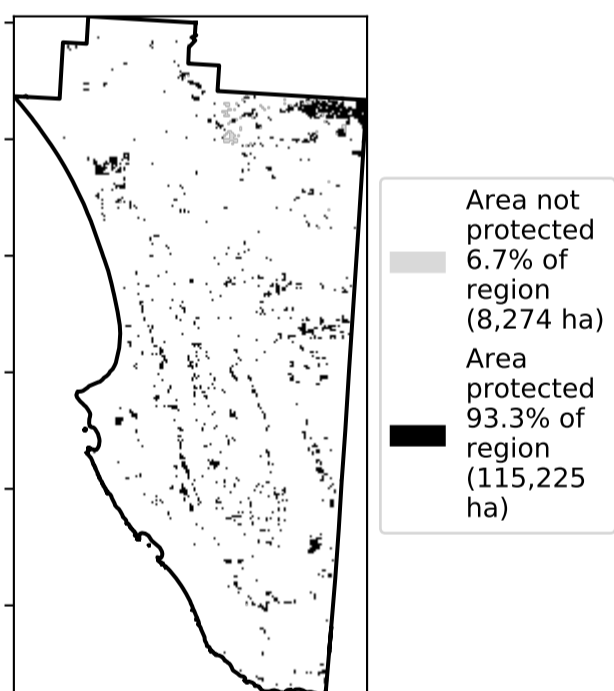 Area not
protected
6.7% of
region
(8,274 ha)
Area
protected
93.3% of
region
(115,225
ha)